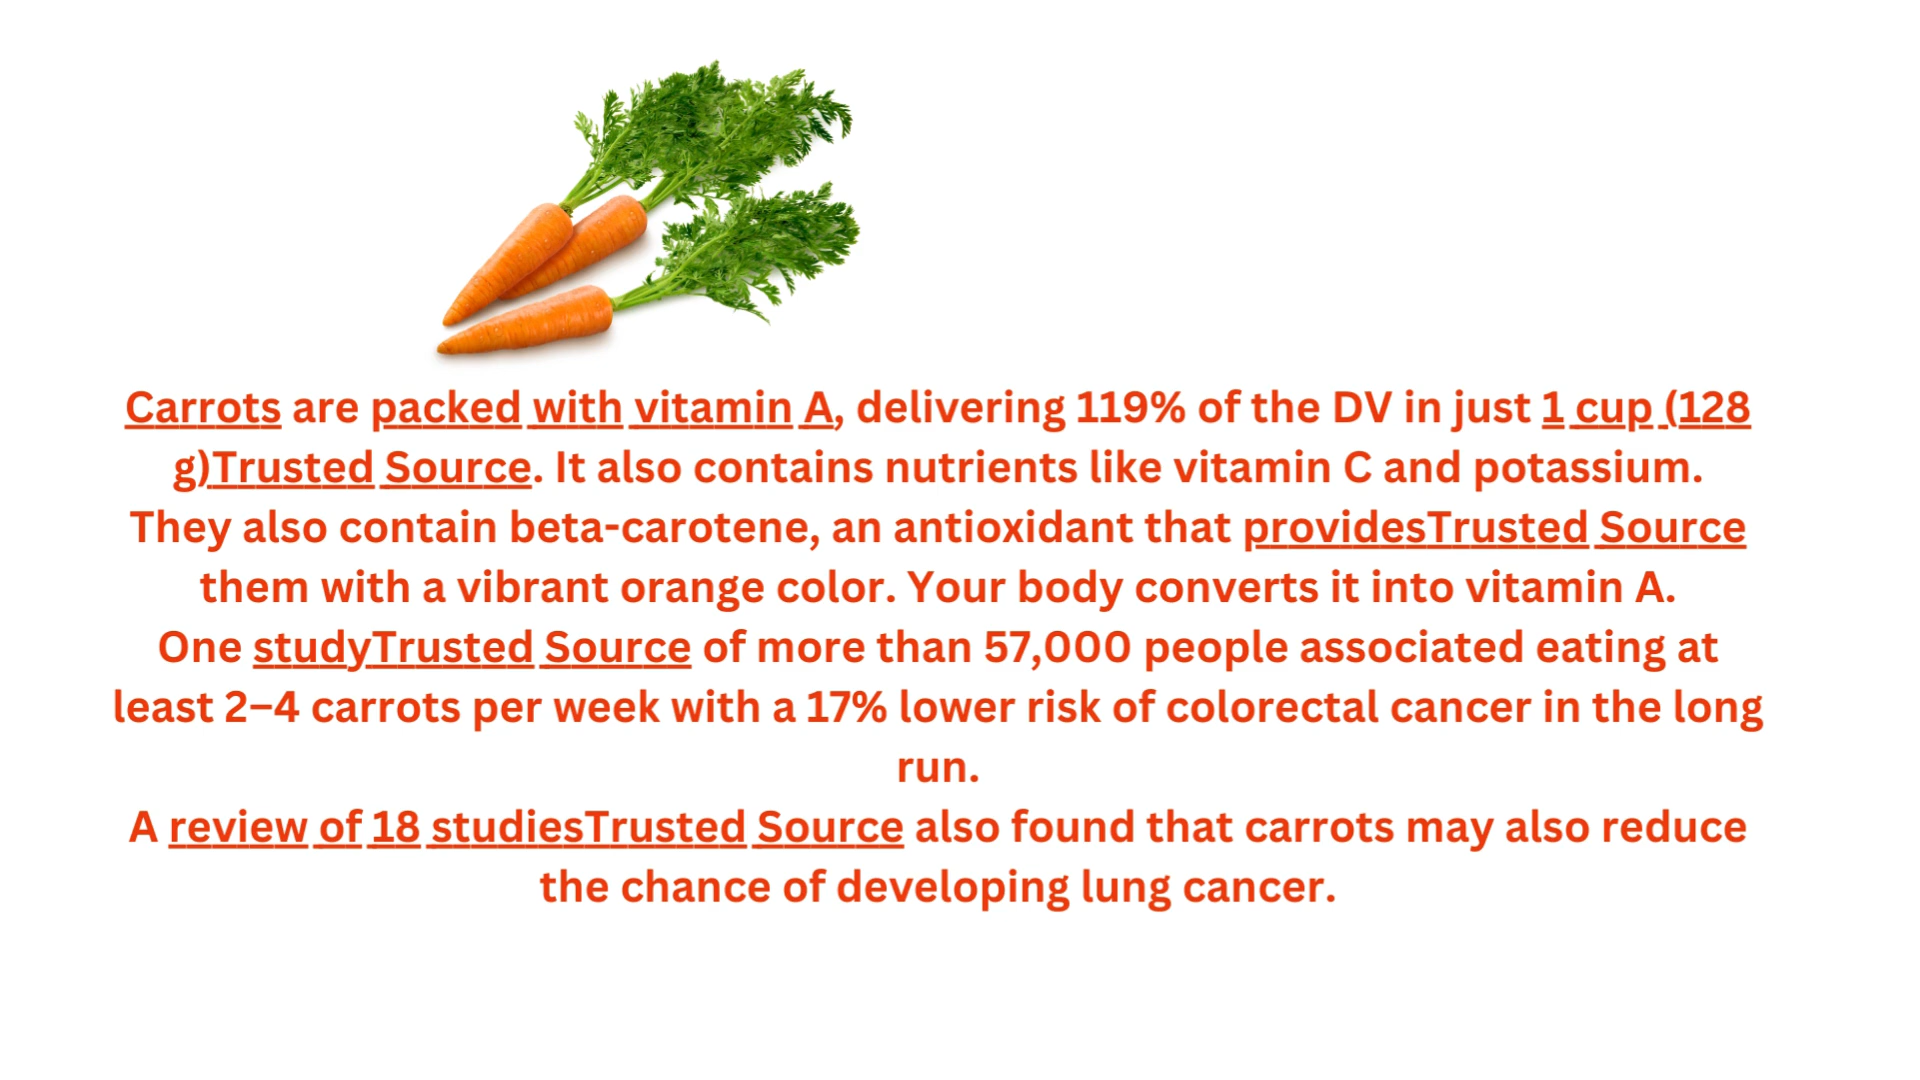 Carrots are packed with vitamin A, delivering 119% of the DV in just 1 cup (128
g)Trusted Source. It also contains nutrients like vitamin C and potassium.
They also contain beta-carotene, an antioxidant that providesTrusted Source
them with a vibrant orange color. Your body converts it into vitamin A.
One studyTrusted Source of more than 57,000 people associated eating at
least 2–4 carrots per week with a 17% lower risk of colorectal cancer in the long
run.
A review of 18 studiesTrusted Source also found that carrots may also reduce
the chance of developing lung cancer.